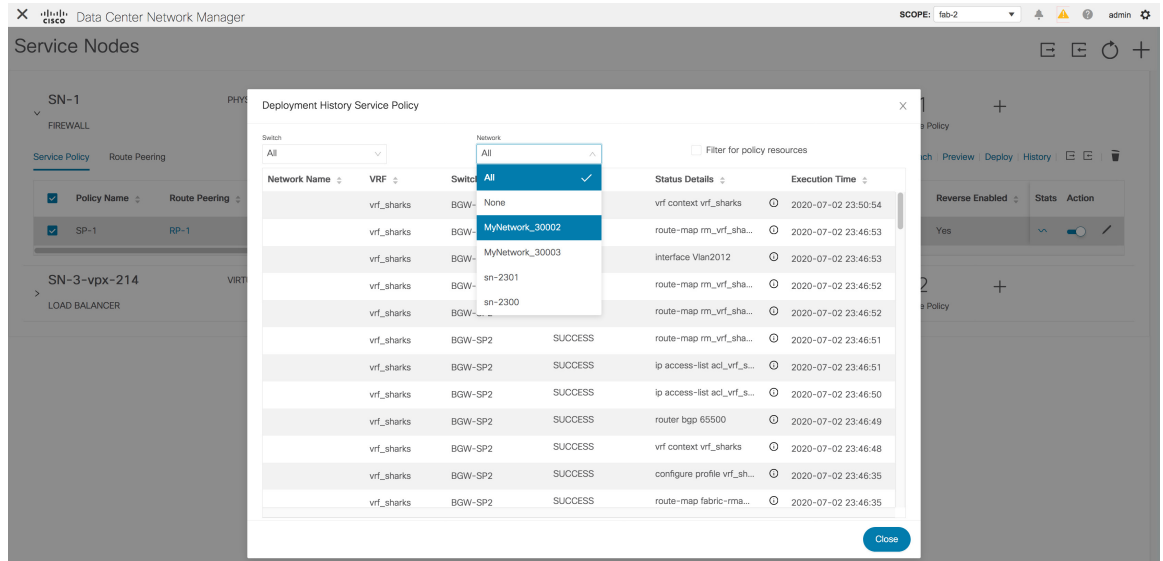 CISCO Data Center Network Manager SCOPE: fab-2 admin
Service Nodes
SN-1
FIREWALL
Service Policy Route Peering
Policy Name Route Peering
SP-1 RP-1
SN-3-vpx-214
LOAD BALANCER
Deployment History Service Policy
Switch Network
All All Filter for policy resources
Network Name VRF Status Details Execution Time
All
None
MyNetwork_30002
MyNetwork_30003
sn-2301
sn-2300
vrf_sharks vrf context vrf_sharks 2020-07-02 23:50:54
vrf_sharks route-map rm_vrf_sha... 2020-07-02 23:46:53
vrf_sharks interface Vlan2012 2020-07-02 23:46:53
vrf_sharks route-map rm_vrf_sha... 2020-07-02 23:46:52
vrf_sharks route-map rm_vrf_sha... 2020-07-02 23:46:52
vrf_sharks BGW-SP2 SUCCESS route-map rm_vrf_sha... 2020-07-02 23:46:51
vrf_sharks BGW-SP2 SUCCESS ip access-list acl_vrf_s... 2020-07-02 23:46:51
vrf_sharks BGW-SP2 SUCCESS ip access-list acl_vrf_s... 2020-07-02 23:46:50
vrf_sharks BGW-SP2 SUCCESS router bgp 65500 2020-07-02 23:46:49
vrf_sharks BGW-SP2 SUCCESS vrf context vrf_sharks 2020-07-02 23:46:48
vrf_sharks BGW-SP2 SUCCESS configure profile vrf_sh... 2020-07-02 23:46:35
vrf_sharks BGW-SP2 SUCCESS route-map fabric-rma... 2020-07-02 23:46:35
Close
Policy
Preview Deploy History
Reverse Enabled Stats Action
Yes
Policy